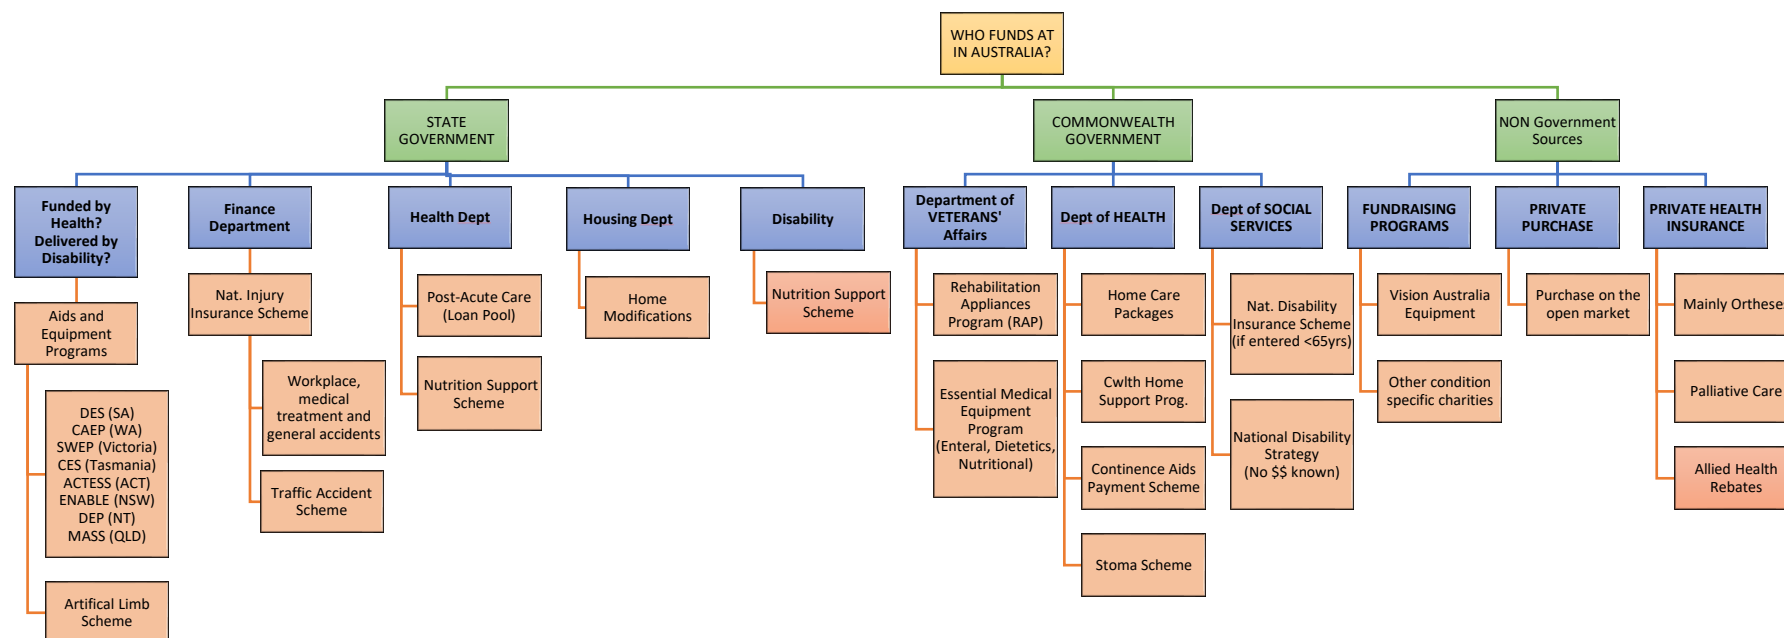 WHO FUNDS AT
IN AUSTRALIA?
STATE
GOVERNMENT
COMMONWEALTH
GOVERNMENT
NON Government
Sources
Funded by
Health?
Delivered by
Disability?
Finance
Department
Health Dept
Housing Dept
Disability
Department of
VETERANS'
Affairs
Dept of HEALTH
Dept of SOCIAL
SERVICES
FUNDRAISING
PROGRAMS
PRIVATE
PURCHASE
PRIVATE HEALTH
INSURANCE
Aids and
Equipment
Programs
DES (SA)
CAEP (WA)
SWEP (Victoria)
CES (Tasmania)
ACTESS (ACT)
ENABLE (NSW)
DEP (NT)
MASS (QLD)
Artifical Limb
Scheme
Nat. Injury
Insurance Scheme
Workplace,
medical
treatment and
general accidents
Traffic Accident
Scheme
Post-Acute Care
(Loan Pool)
Nutrition Support
Scheme
Home
Modifications
Nutrition Support
Scheme
Rehabilitation
Appliances
Program (RAP)
Essential Medical
Equipment
Program
(Enteral, Dietetics,
Nutritional)
Home Care
Packages
Cwlth Home
Support Prog.
Continence Aids
Payment Scheme
Stoma Scheme
Nat. Disability
Insurance Scheme
(if entered <65yrs)
National Disability
Strategy
(No $$ known)
Vision Australia
Equipment
Other condition
specific charities
Purchase on the
open market
Mainly Ortheses
Palliative Care
Allied Health
Rebates